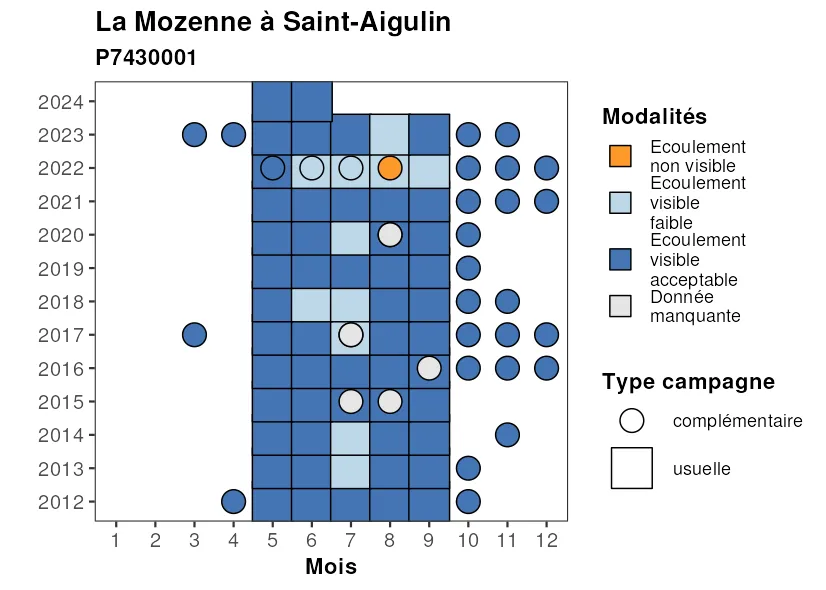 La Mozenne à Saint-Aigulin
P7430001
2024
2023
2022
2021
2020
2019
2018
2017
2016
2015
2014
2013
2012
1 2 3 4 5 6 7 8 9 10 11 12
Mois
Modalités
Ecoulement
non visible
Ecoulement
visible
faible
Ecoulement
visible
acceptable
Donnée
manquante
Type campagne
complémentaire
usuelle